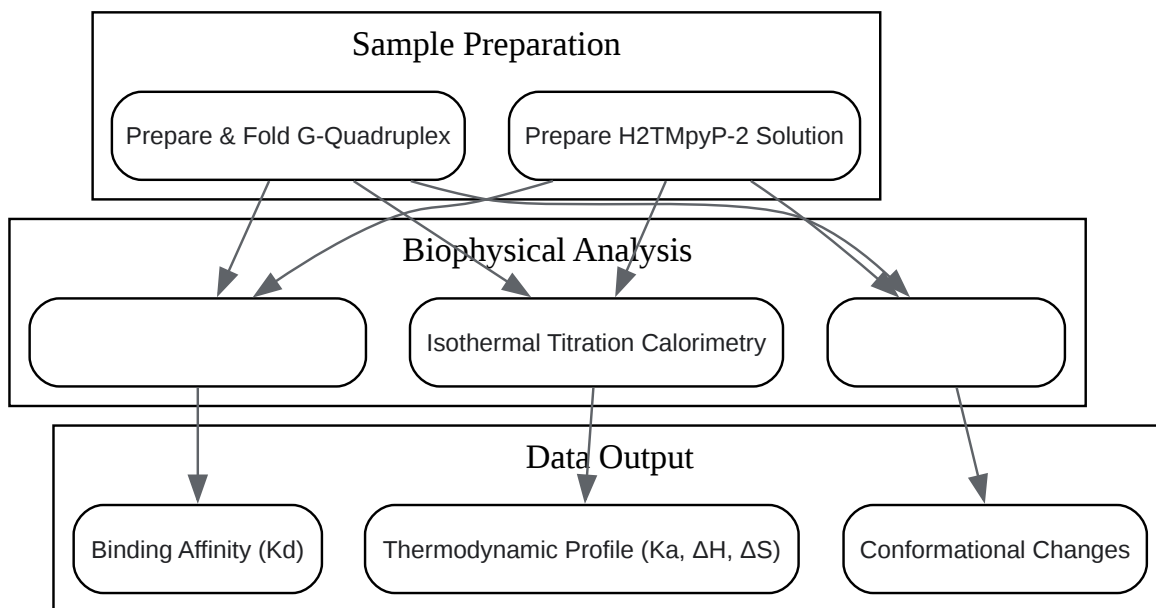 Sample Preparation
Prepare & Fold G-Quadruplex
Prepare H2TMpyP-2 Solution
Biophysical Analysis
Isothermal Titration Calorimetry
Data Output
Binding Affinity (Kd)
Thermodynamic Profile (Ka, ΔH, ΔS)
Conformational Changes